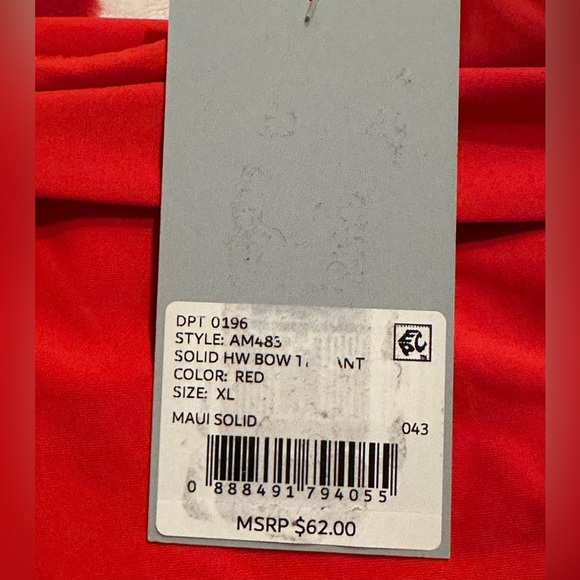 DPT 0196
STYLE: AM483
SOLID HW BOW ANT
COLOR: RED
SIZE: XL
MAUI SOLID
043
0 888491 794055
MSRP $62.00